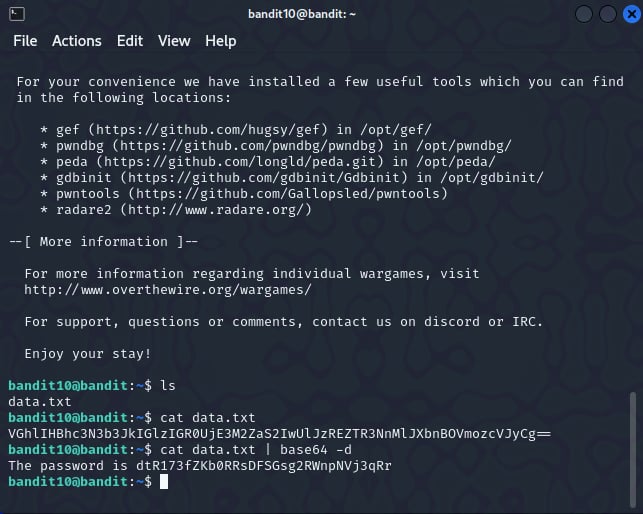 bandit10@bandit: ~
File Actions Edit View Help
For your convenience we have installed a few useful tools which you can find
in the following locations:
* gef (https://github.com/hugsy/gef) in /opt/gef/
* pwndbg (https://github.com/pwndbg/pwndbg) in /opt/pwndbg/
* peda (https://github.com/longld/peda.git) in /opt/peda/
* gdbinit (https://github.com/gdbinit/Gdbinit) in /opt/gdbinit/
* pwntools (https://github.com/Gallopsled/pwntools)
* radare2 (http://www.radare.org/)
--[ More information ]--
For more information regarding individual wargames, visit
http://www.overthewire.org/wargames/
For support, questions or comments, contact us on discord or IRC.
Enjoy your stay!
bandit10@bandit:~$ ls
data.txt
bandit10@bandit:~$ cat data.txt
VGhlIHBhc3N3b3JkIGlzIGR0UjE3M2ZaS2IwUlJzREZTR3NnMlJXbnBOVmozcVJyCg==
bandit10@bandit:~$ cat data.txt | base64 -d
The password is dtR173fZKb0RRsDFSGsg2RWnpNVj3qRr
bandit10@bandit:~$